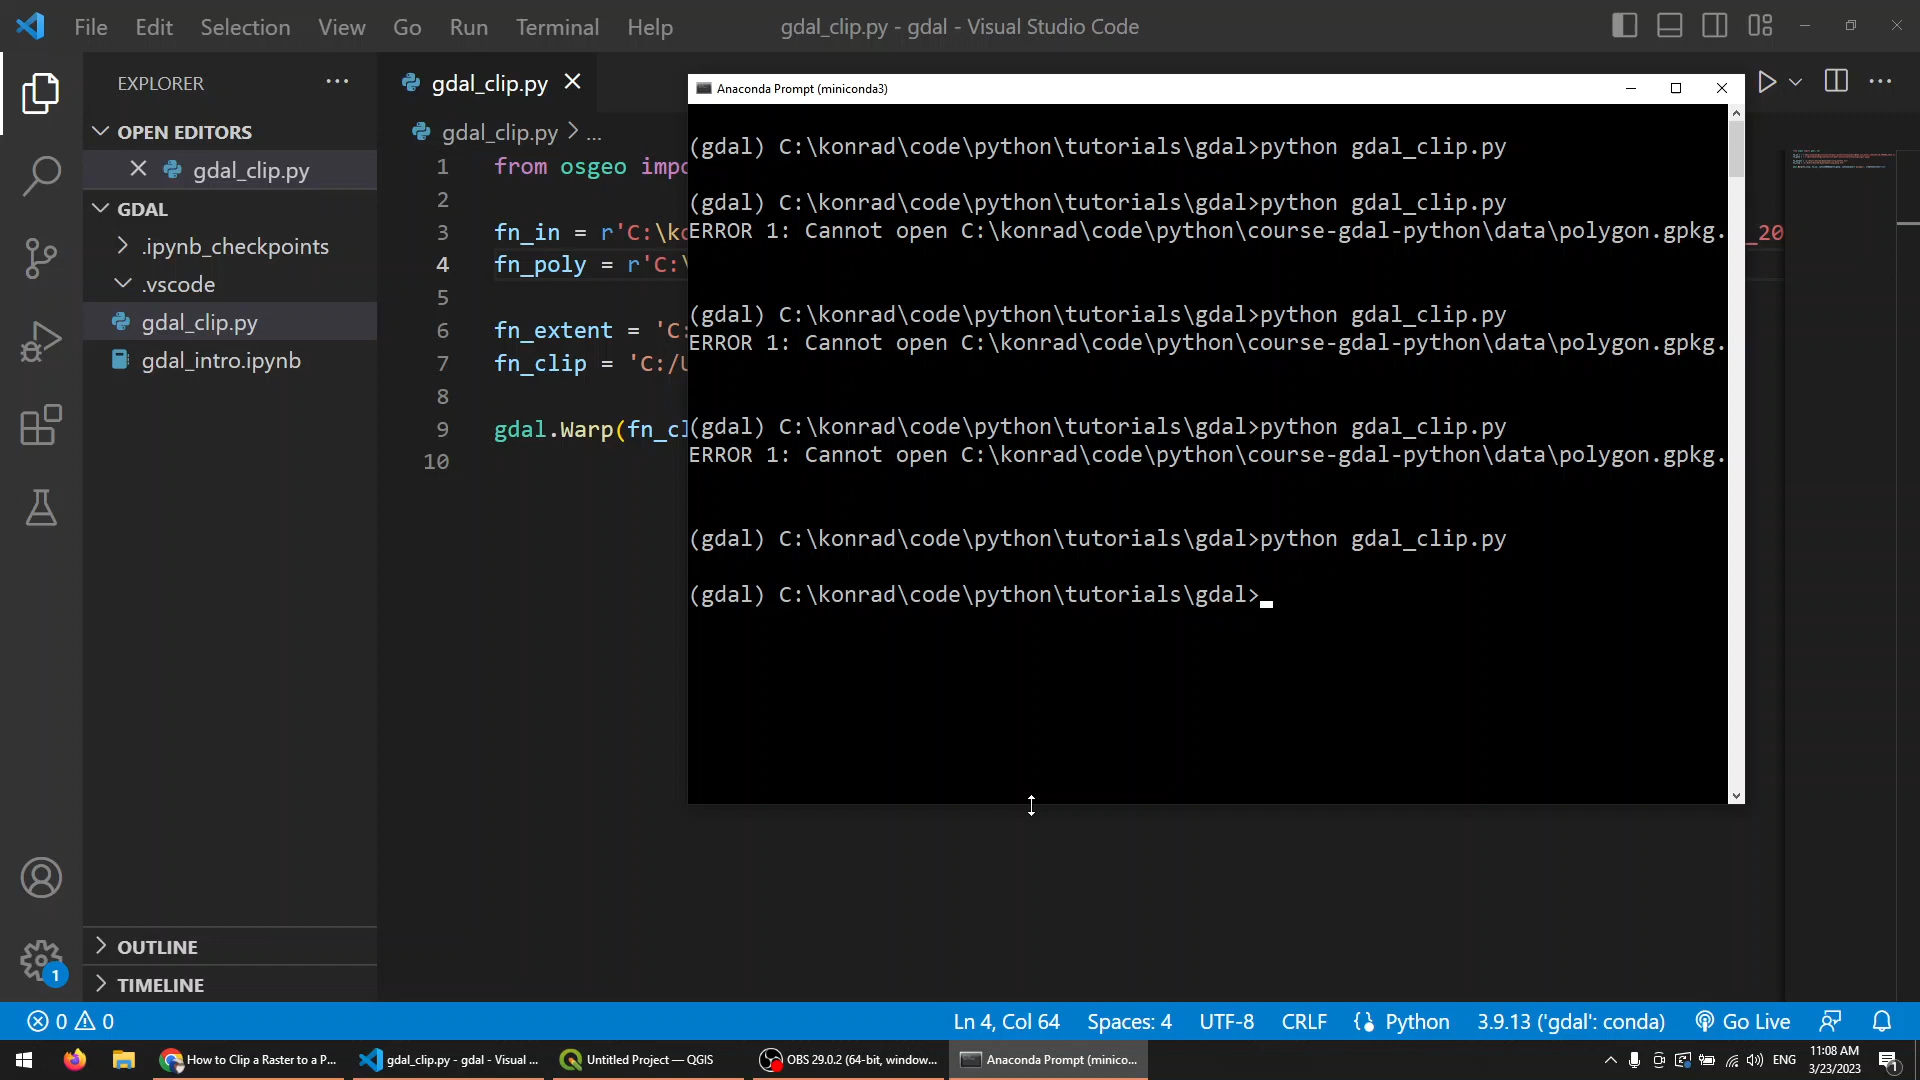 File Edit Selection View Go Run Terminal Help
gdal_clip.py - gdal - Visual Studio Code
EXPLORER
OPEN EDITORS
gdal_clip.py
GDAL
.ipynb_checkpoints
.vscode
gdal_clip.py
gdal_intro.ipynb
OUTLINE
TIMELINE
gdal_clip.py
gdal_clip.py > ...
1 from osgeo impo
2
3 fn_in = r'C:\k
_20
4 fn_poly = r'C:\
5
6 fn_extent = 'C:
7 fn_clip = 'C:/U
8
9 gdal.Warp(fn_cl
10
Anaconda Prompt (miniconda3)
(gdal) C:\konrad\code\python\tutorials\gdal>python gdal_clip.py
(gdal) C:\konrad\code\python\tutorials\gdal>python gdal_clip.py
ERROR 1: Cannot open C:\konrad\code\python\course-gdal-python\data\polygon.gpkg.
(gdal) C:\konrad\code\python\tutorials\gdal>python gdal_clip.py
ERROR 1: Cannot open C:\konrad\code\python\course-gdal-python\data\polygon.gpkg.
(gdal) C:\konrad\code\python\tutorials\gdal>python gdal_clip.py
ERROR 1: Cannot open C:\konrad\code\python\course-gdal-python\data\polygon.gpkg.
(gdal) C:\konrad\code\python\tutorials\gdal>python gdal_clip.py
(gdal) C:\konrad\code\python\tutorials\gdal>
1
0 0
Ln 4, Col 64 Spaces: 4 UTF-8 CRLF Python 3.9.13 ('gdal': conda) Go Live
How to Clip a Raster to a P...
gdal_clip.py - gdal - Visual ...
Untitled Project — QGIS
OBS 29.0.2 (64-bit, window...
Anaconda Prompt (minico...
ENG
11:08 AM
3/23/2023
1